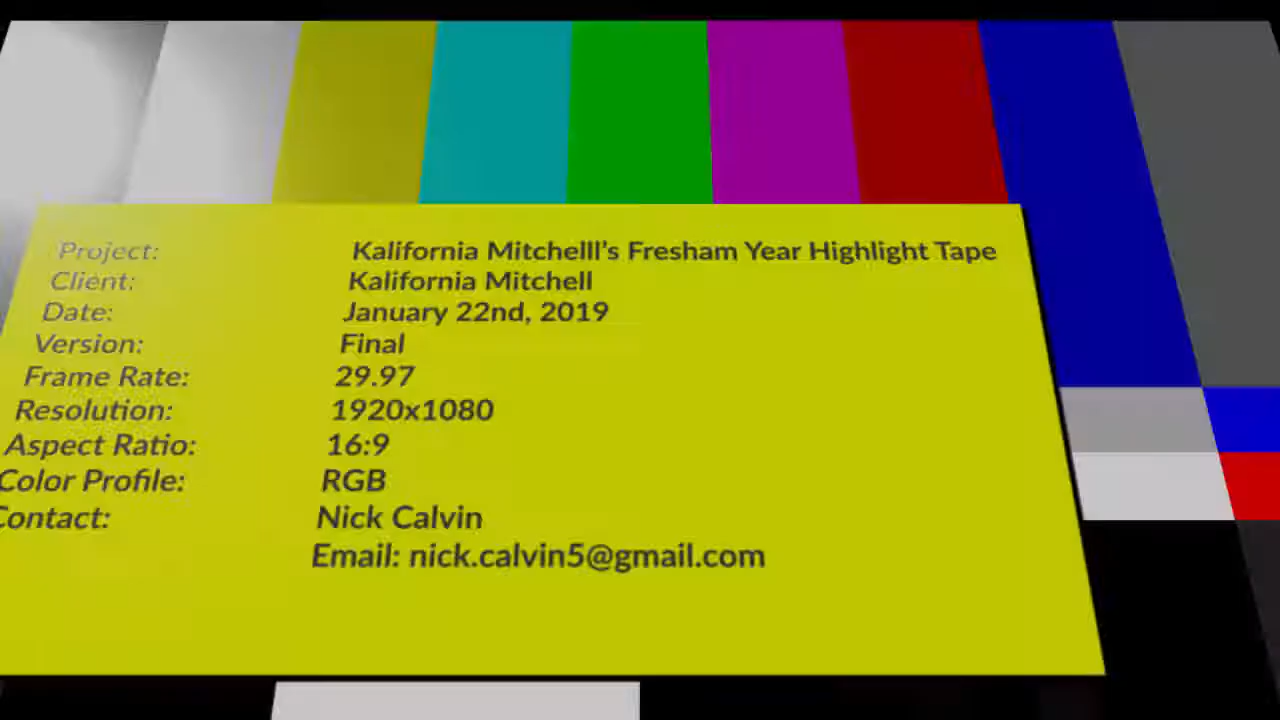 Project: Kalifornia Mitchelll's Fresham Year Highlight Tape
Client: Kalifornia Mitchell
Date: January 22nd, 2019
Version: Final
Frame Rate: 29.97
Resolution: 1920x1080
Aspect Ratio: 16:9
Color Profile: RGB
Contact: Nick Calvin
Email: nick.calvin5@gmail.com